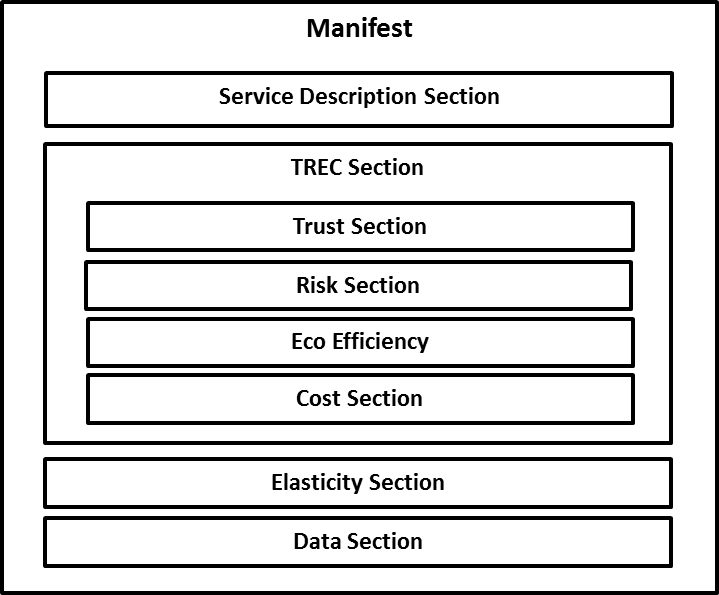 Manifest
Service Description Section
TREC Section
Trust Section
Risk Section
Eco Efficiency
Cost Section
Elasticity Section
Data Section